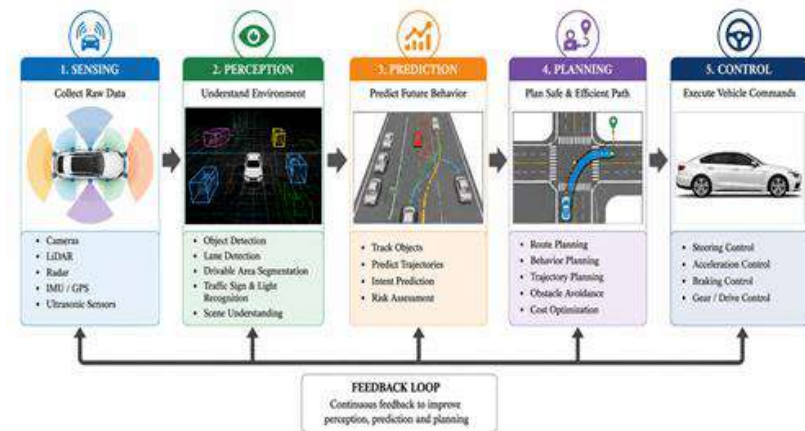 1. SENSING
Collect Raw Data
• Cameras
• LiDAR
• Radar
• IMU / GPS
• Ultrasonic Sensors
2. PERCEPTION
Understand Environment
• Object Detection
• Lane Detection
• Drivable Area Segmentation
• Traffic Sign & Light
Recognition
• Scene Understanding
3. PREDICTION
Predict Future Behavior
• Track Objects
• Predict Trajectories
• Intent Prediction
• Risk Assessment
4. PLANNING
Plan Safe & Efficient Path
• Route Planning
• Behavior Planning
• Trajectory Planning
• Obstacle Avoidance
• Cost Optimization
5. CONTROL
Execute Vehicle Commands
• Steering Control
• Acceleration Control
• Braking Control
• Gear / Drive Control
FEEDBACK LOOP
Continuous feedback to improve
perception, prediction and planning